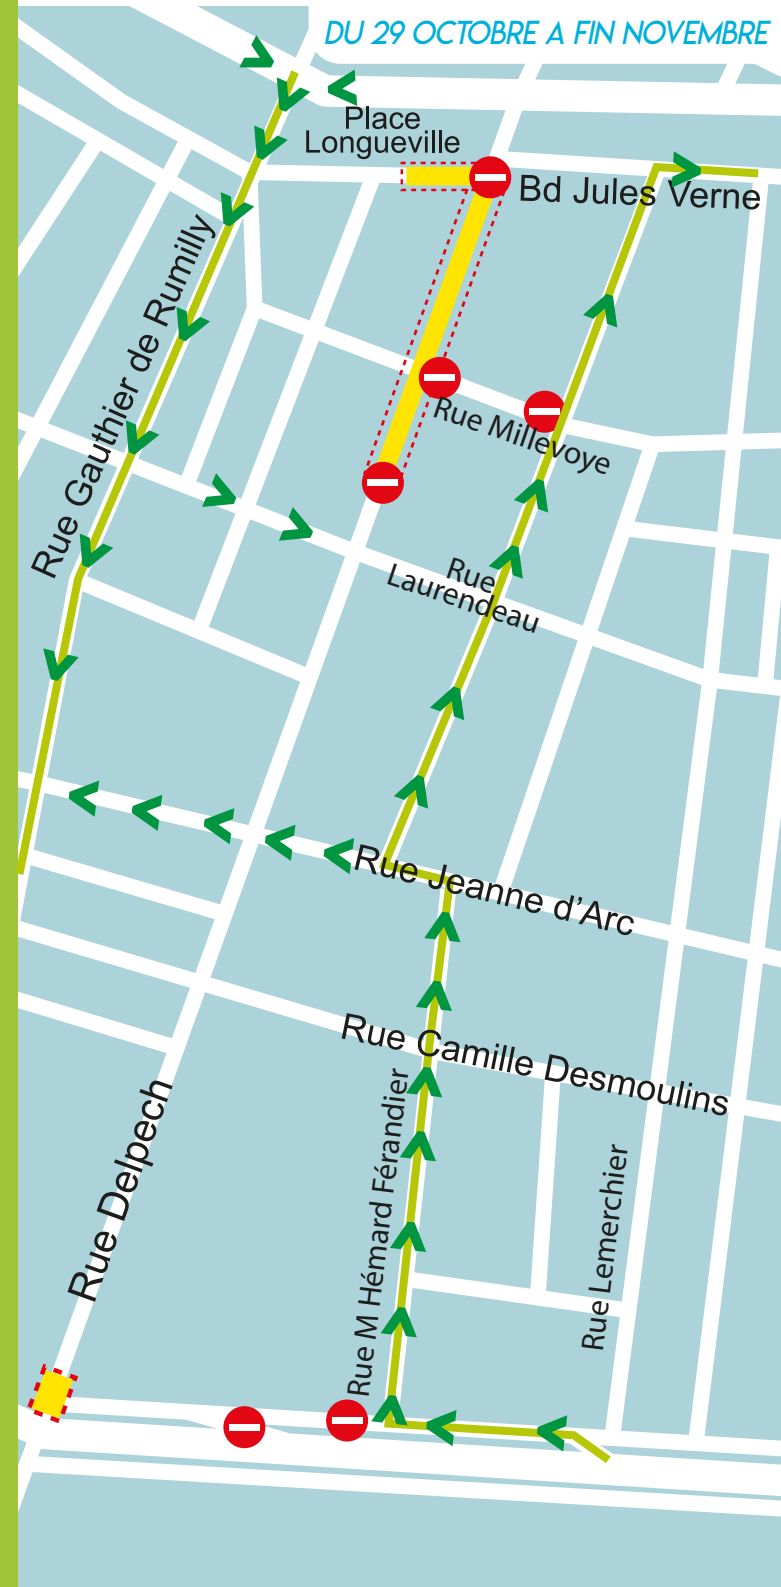 DU 29 OCTOBRE A FIN NOVEMBRE
Place
Longueville
Bd Jules Verne
Rue Gauthier de Rumilly
Rue Millevoye
Rue
Laurendeau
Rue Jeanne d’Arc
Rue Camille Desmoulins
Rue Delpech
Rue M Hémard Férandier
Rue Lemerchier